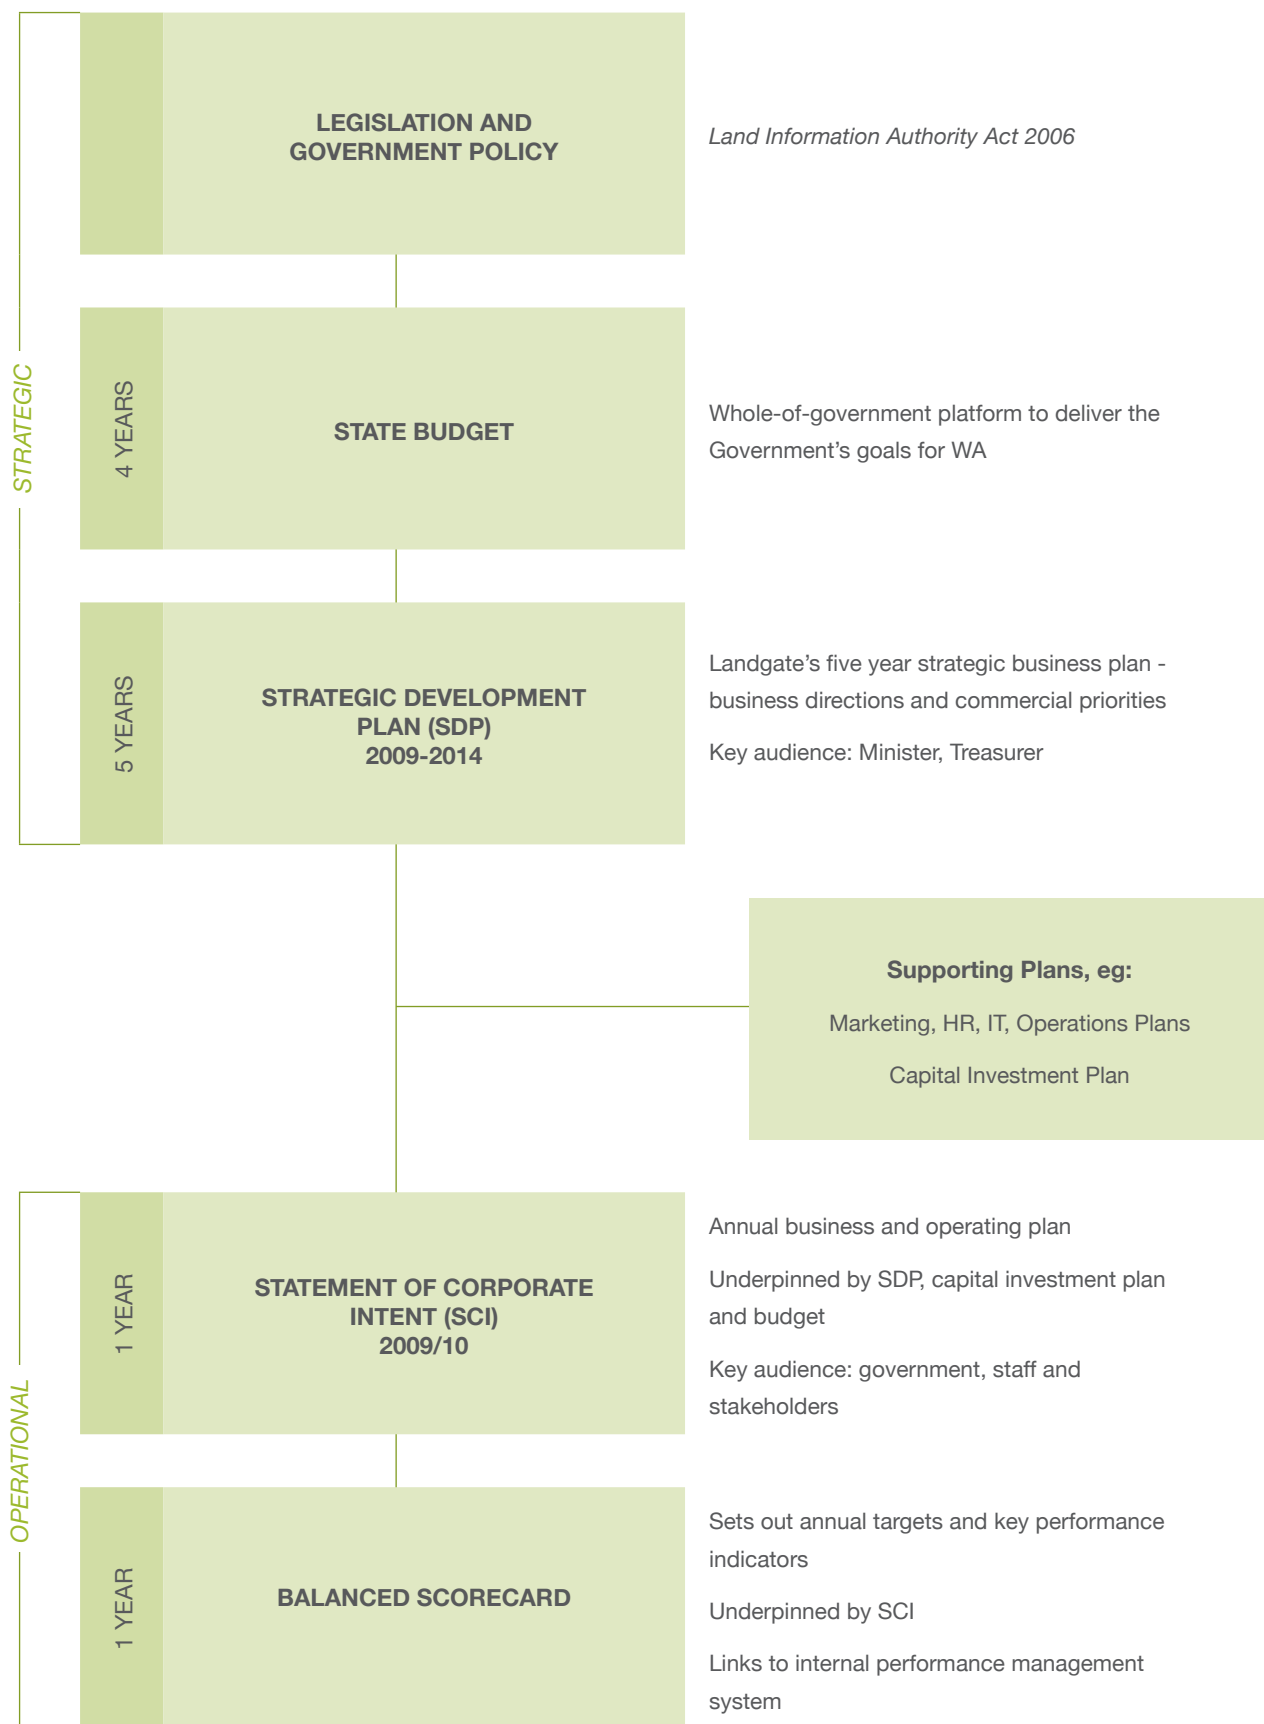 STRATEGIC
LEGISLATION AND
GOVERNMENT POLICY
Land Information Authority Act 2006
4 YEARS
STATE BUDGET
Whole-of-government platform to deliver the
Government’s goals for WA
5 YEARS
STRATEGIC DEVELOPMENT
PLAN (SDP)
2009-2014
Landgate’s five year strategic business plan -
business directions and commercial priorities
Key audience: Minister, Treasurer
Supporting Plans, eg:
Marketing, HR, IT, Operations Plans
Capital Investment Plan
OPERATIONAL
1 YEAR
STATEMENT OF CORPORATE
INTENT (SCI)
2009/10
Annual business and operating plan
Underpinned by SDP, capital investment plan
and budget
Key audience: government, staff and
stakeholders
1 YEAR
BALANCED SCORECARD
Sets out annual targets and key performance
indicators
Underpinned by SCI
Links to internal performance management
system